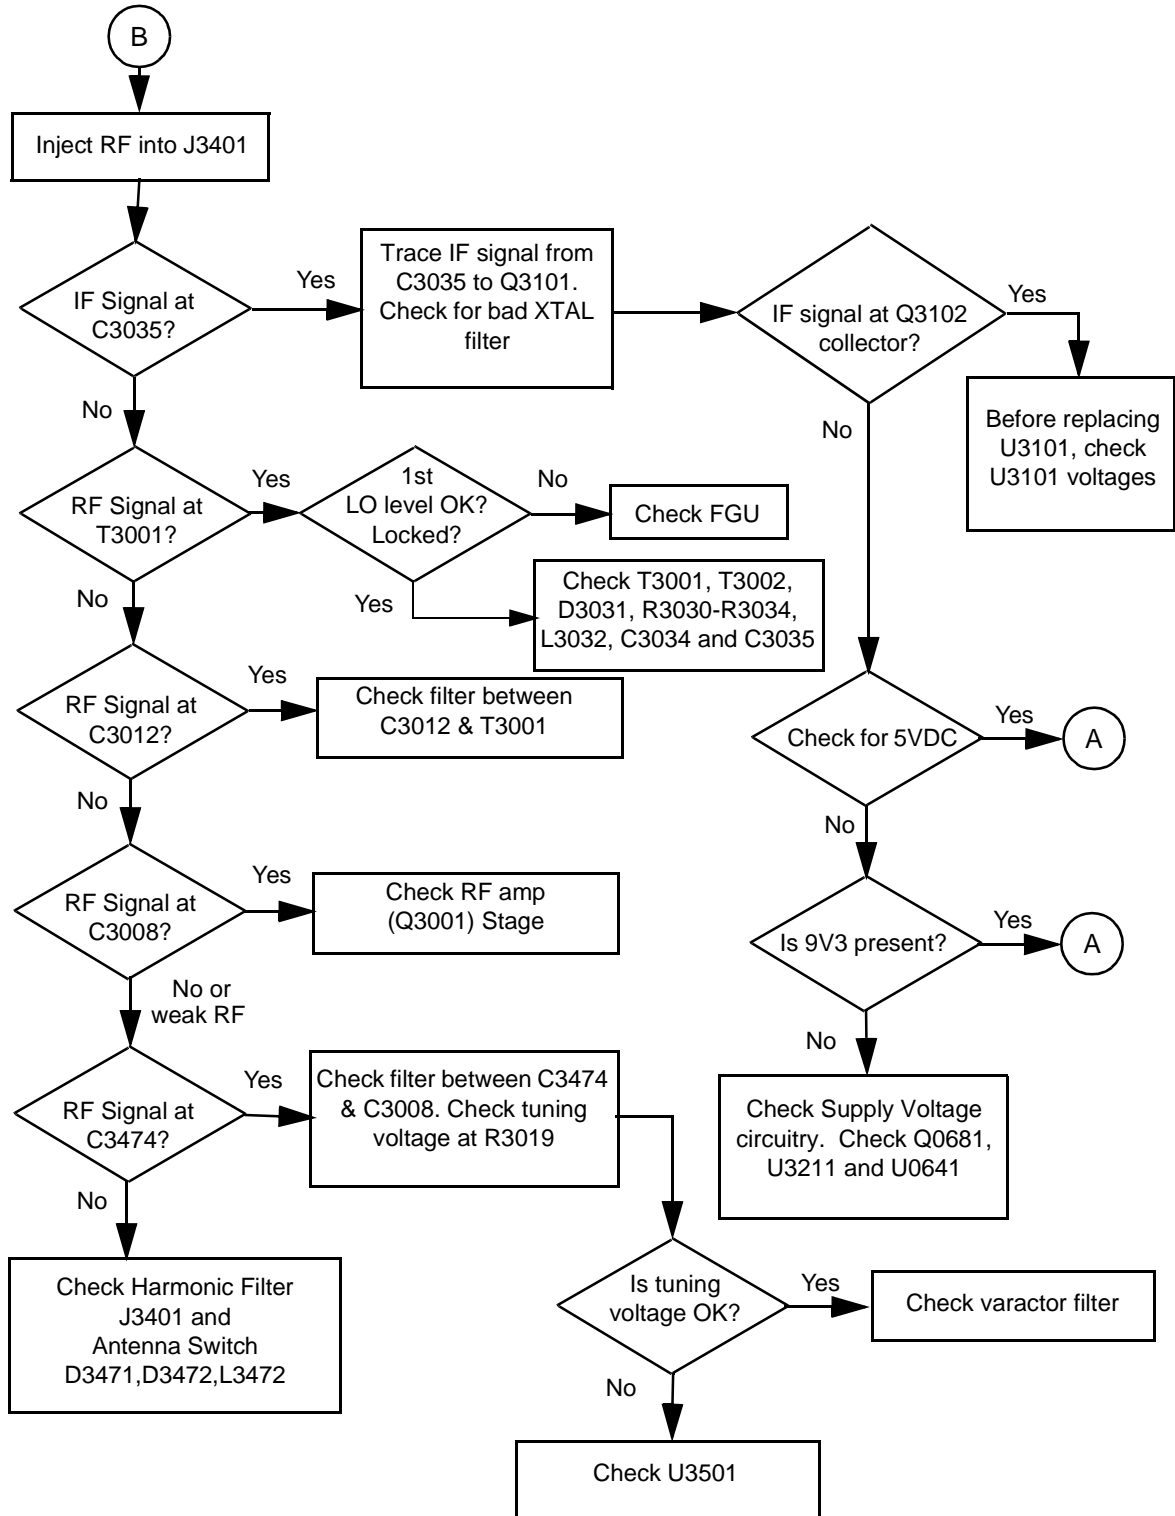 B
Inject RF into J3401
IF Signal at
C3035?
Yes
Trace IF signal from
C3035 to Q3101.
Check for bad XTAL
filter
IF signal at Q3102
collector?
Yes
Before replacing
U3101, check
U3101 voltages
No
No
RF Signal at
T3001?
Yes
1st
LO level OK?
Locked?
No
Check FGU
Yes
Check T3001, T3002,
D3031, R3030-R3034,
L3032, C3034 and C3035
No
RF Signal at
C3012?
Yes
Check filter between
C3012 & T3001
Check for 5VDC
Yes
A
No
No
RF Signal at
C3008?
Yes
Check RF amp
(Q3001) Stage
Is 9V3 present?
Yes
A
No or
weak RF
No
RF Signal at
C3474?
Yes
Check filter between C3474
& C3008. Check tuning
voltage at R3019
Check Supply Voltage
circuitry.  Check Q0681,
U3211 and U0641
No
Check Harmonic Filter
J3401 and
Antenna Switch
D3471,D3472,L3472
Is tuning
voltage OK?
Yes
Check varactor filter
No
Check U3501